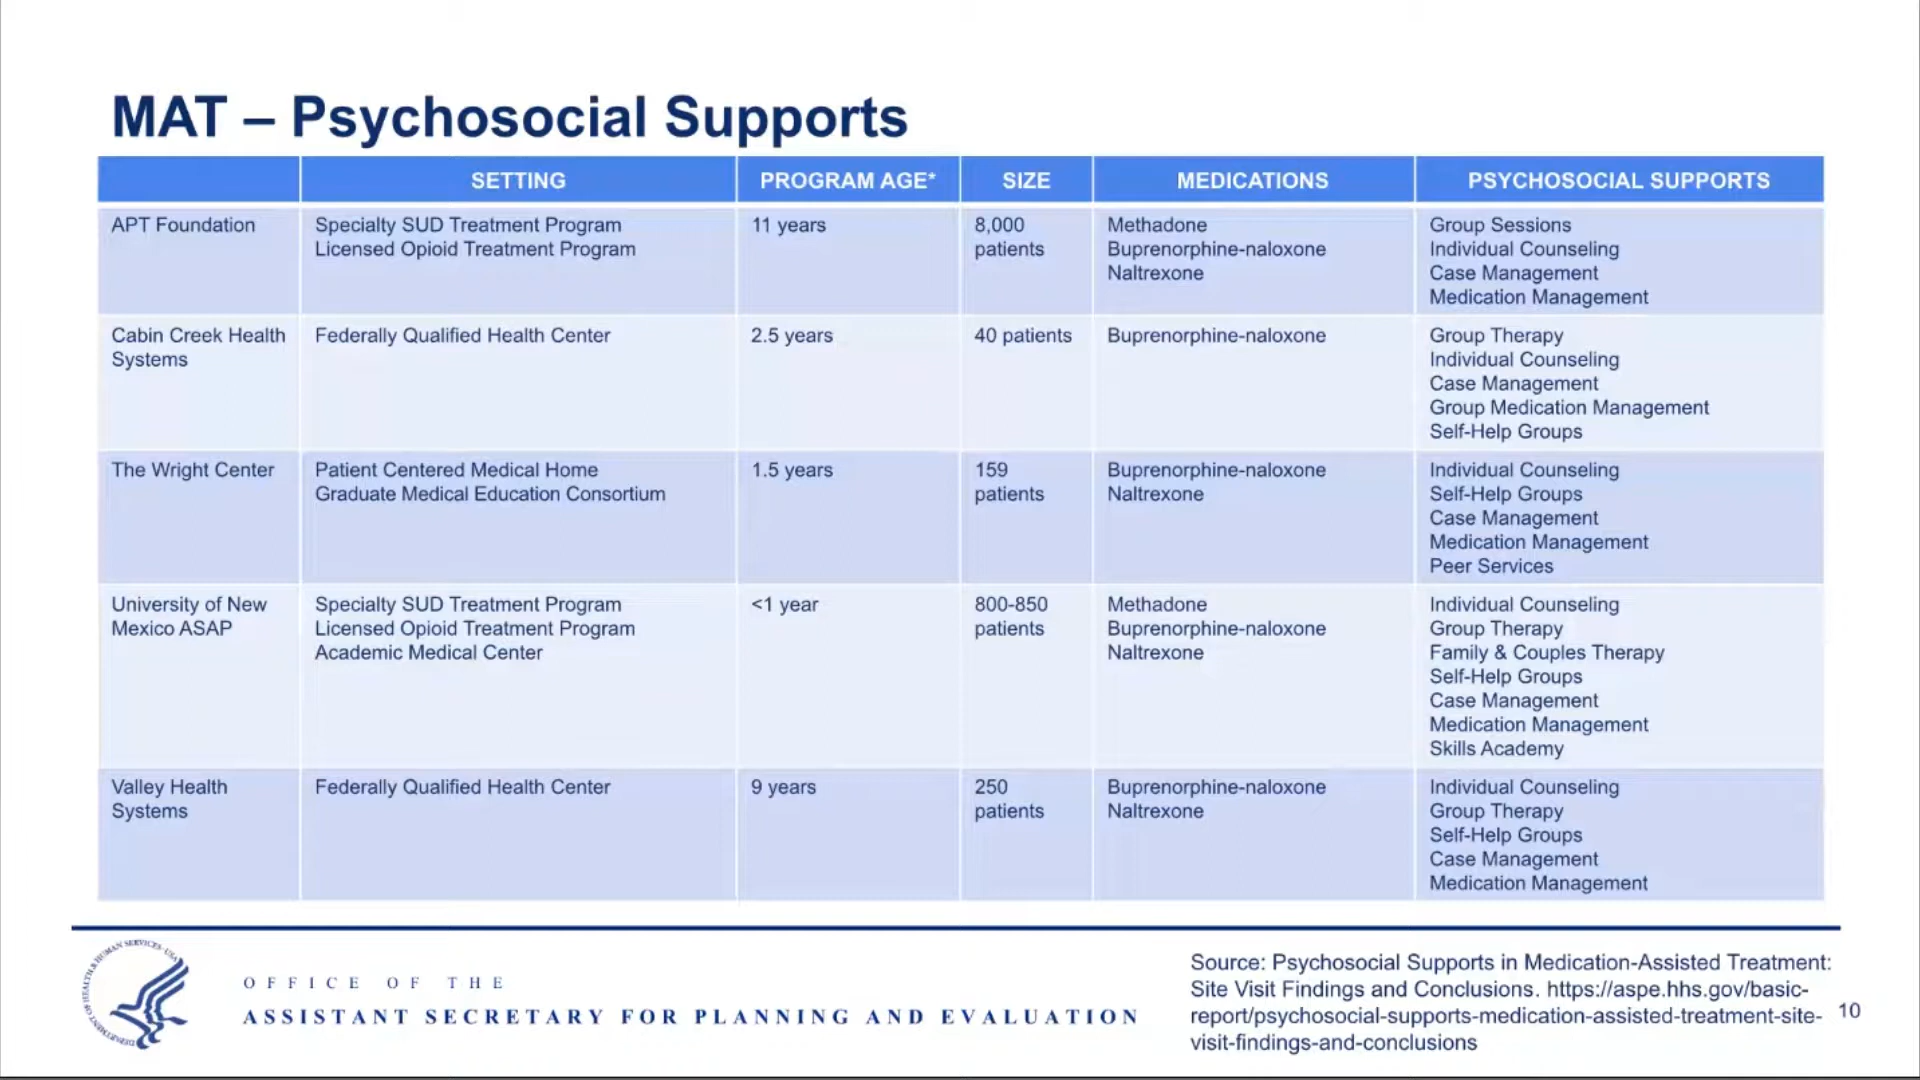 MAT – Psychosocial Supports
SETTING
PROGRAM AGE*
SIZE
MEDICATIONS
PSYCHOSOCIAL SUPPORTS
APT Foundation
Specialty SUD Treatment Program
Licensed Opioid Treatment Program
11 years
8,000
patients
Methadone
Buprenorphine-naloxone
Naltrexone
Group Sessions
Individual Counseling
Case Management
Medication Management
Cabin Creek Health
Systems
Federally Qualified Health Center
2.5 years
40 patients
Buprenorphine-naloxone
Group Therapy
Individual Counseling
Case Management
Group Medication Management
Self-Help Groups
The Wright Center
Patient Centered Medical Home
Graduate Medical Education Consortium
1.5 years
159
patients
Buprenorphine-naloxone
Naltrexone
Individual Counseling
Self-Help Groups
Case Management
Medication Management
Peer Services
University of New
Mexico ASAP
Specialty SUD Treatment Program
Licensed Opioid Treatment Program
Academic Medical Center
<1 year
800-850
patients
Methadone
Buprenorphine-naloxone
Naltrexone
Individual Counseling
Group Therapy
Family & Couples Therapy
Self-Help Groups
Case Management
Medication Management
Skills Academy
Valley Health
Systems
Federally Qualified Health Center
9 years
250
patients
Buprenorphine-naloxone
Naltrexone
Individual Counseling
Group Therapy
Self-Help Groups
Case Management
Medication Management
DEPARTMENT OF HEALTH & HUMAN SERVICES · USA
OFFICE OF THE
ASSISTANT SECRETARY FOR PLANNING AND EVALUATION
Source: Psychosocial Supports in Medication-Assisted Treatment:
Site Visit Findings and Conclusions. https://aspe.hhs.gov/basic-
report/psychosocial-supports-medication-assisted-treatment-site-
visit-findings-and-conclusions
10